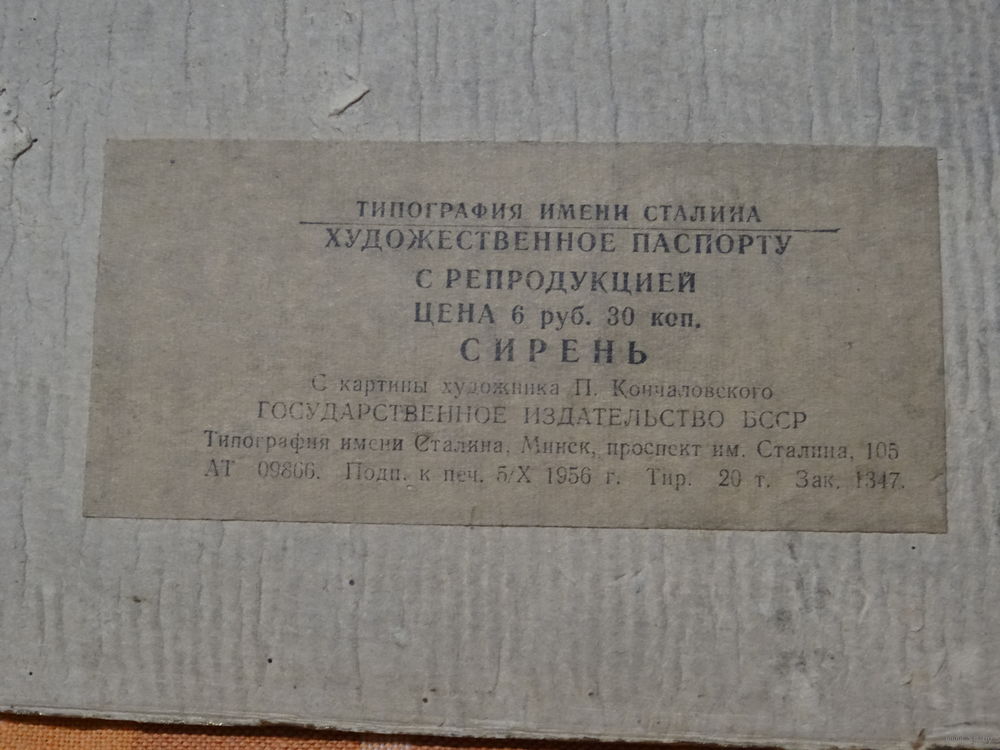 ТИПОГРАФИЯ ИМЕНИ СТАЛИНА
ХУДОЖЕСТВЕННОЕ ПАСПОРТУ
С РЕПРОДУКЦИЕЙ
ЦЕНА 6 руб. 30 коп.
СИРЕНЬ
С картины художника П. Кончаловского
ГОСУДАРСТВЕННОЕ ИЗДАТЕЛЬСТВО БССР
Типография имени Сталина, Минск, проспект им. Сталина, 105
АТ 09866. Подп. к печ. 5/X 1956 г. Тир. 20 т. Зак. 1347.